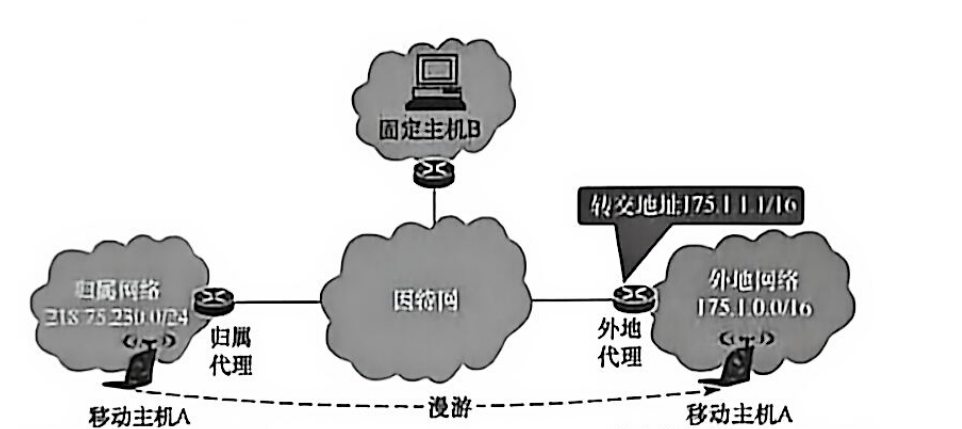 固定主机B
转交地址175.1.1.1/16
归属网络
218.75.230.0/24
归属
代理
因特网
外地
代理
外地网络
175.1.0.0/16
漫游
移动主机A
移动主机A